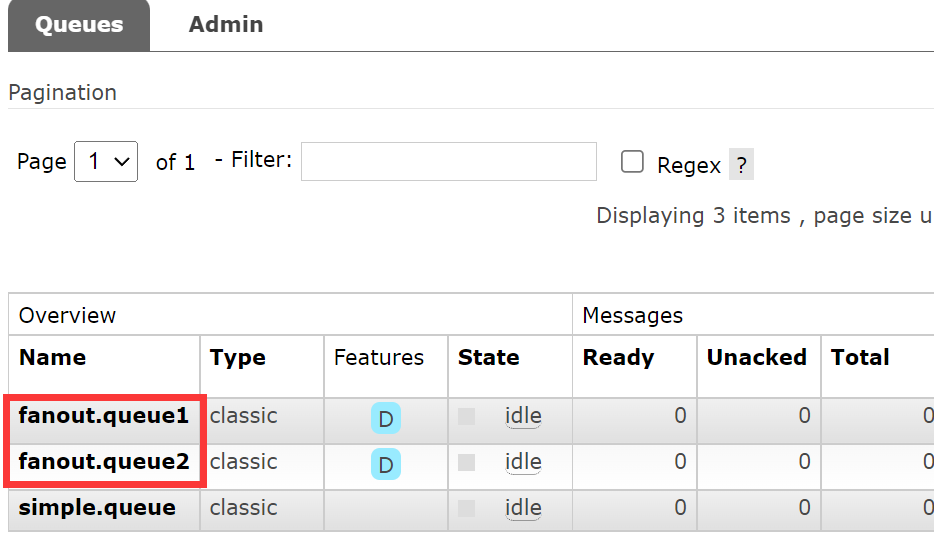 Queues Admin
Pagination
Page 1 of 1 - Filter: Regex ?
Displaying 3 items , page size u
Overview Messages
Name Type Features State Ready Unacked Total
fanout.queue1 classic D idle 0 0 0
fanout.queue2 classic D idle 0 0 0
simple.queue classic idle 0 0 0